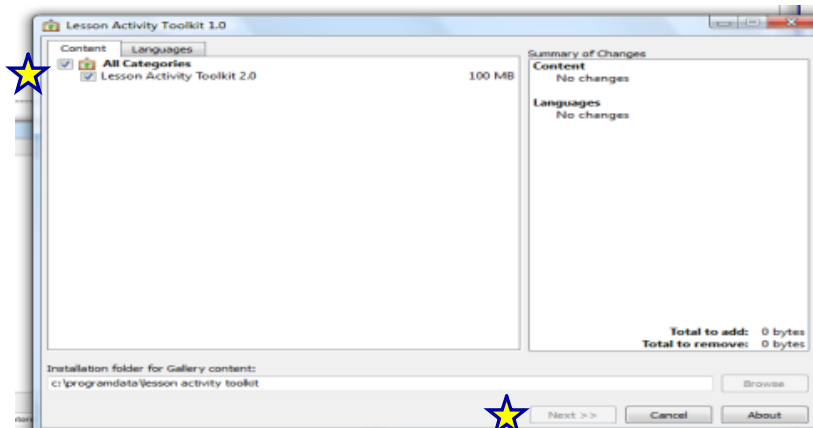 Lesson Activity Toolkit 1.0
Content Languages
All Categories
Lesson Activity Toolkit 2.0 100 MB
Summary of Changes
Content
No changes
Languages
No changes
Total to add: 0 bytes
Total to remove: 0 bytes
Installation folder for Gallery content:
c:\programdata\lesson activity toolkit
Browse
Next >> Cancel About